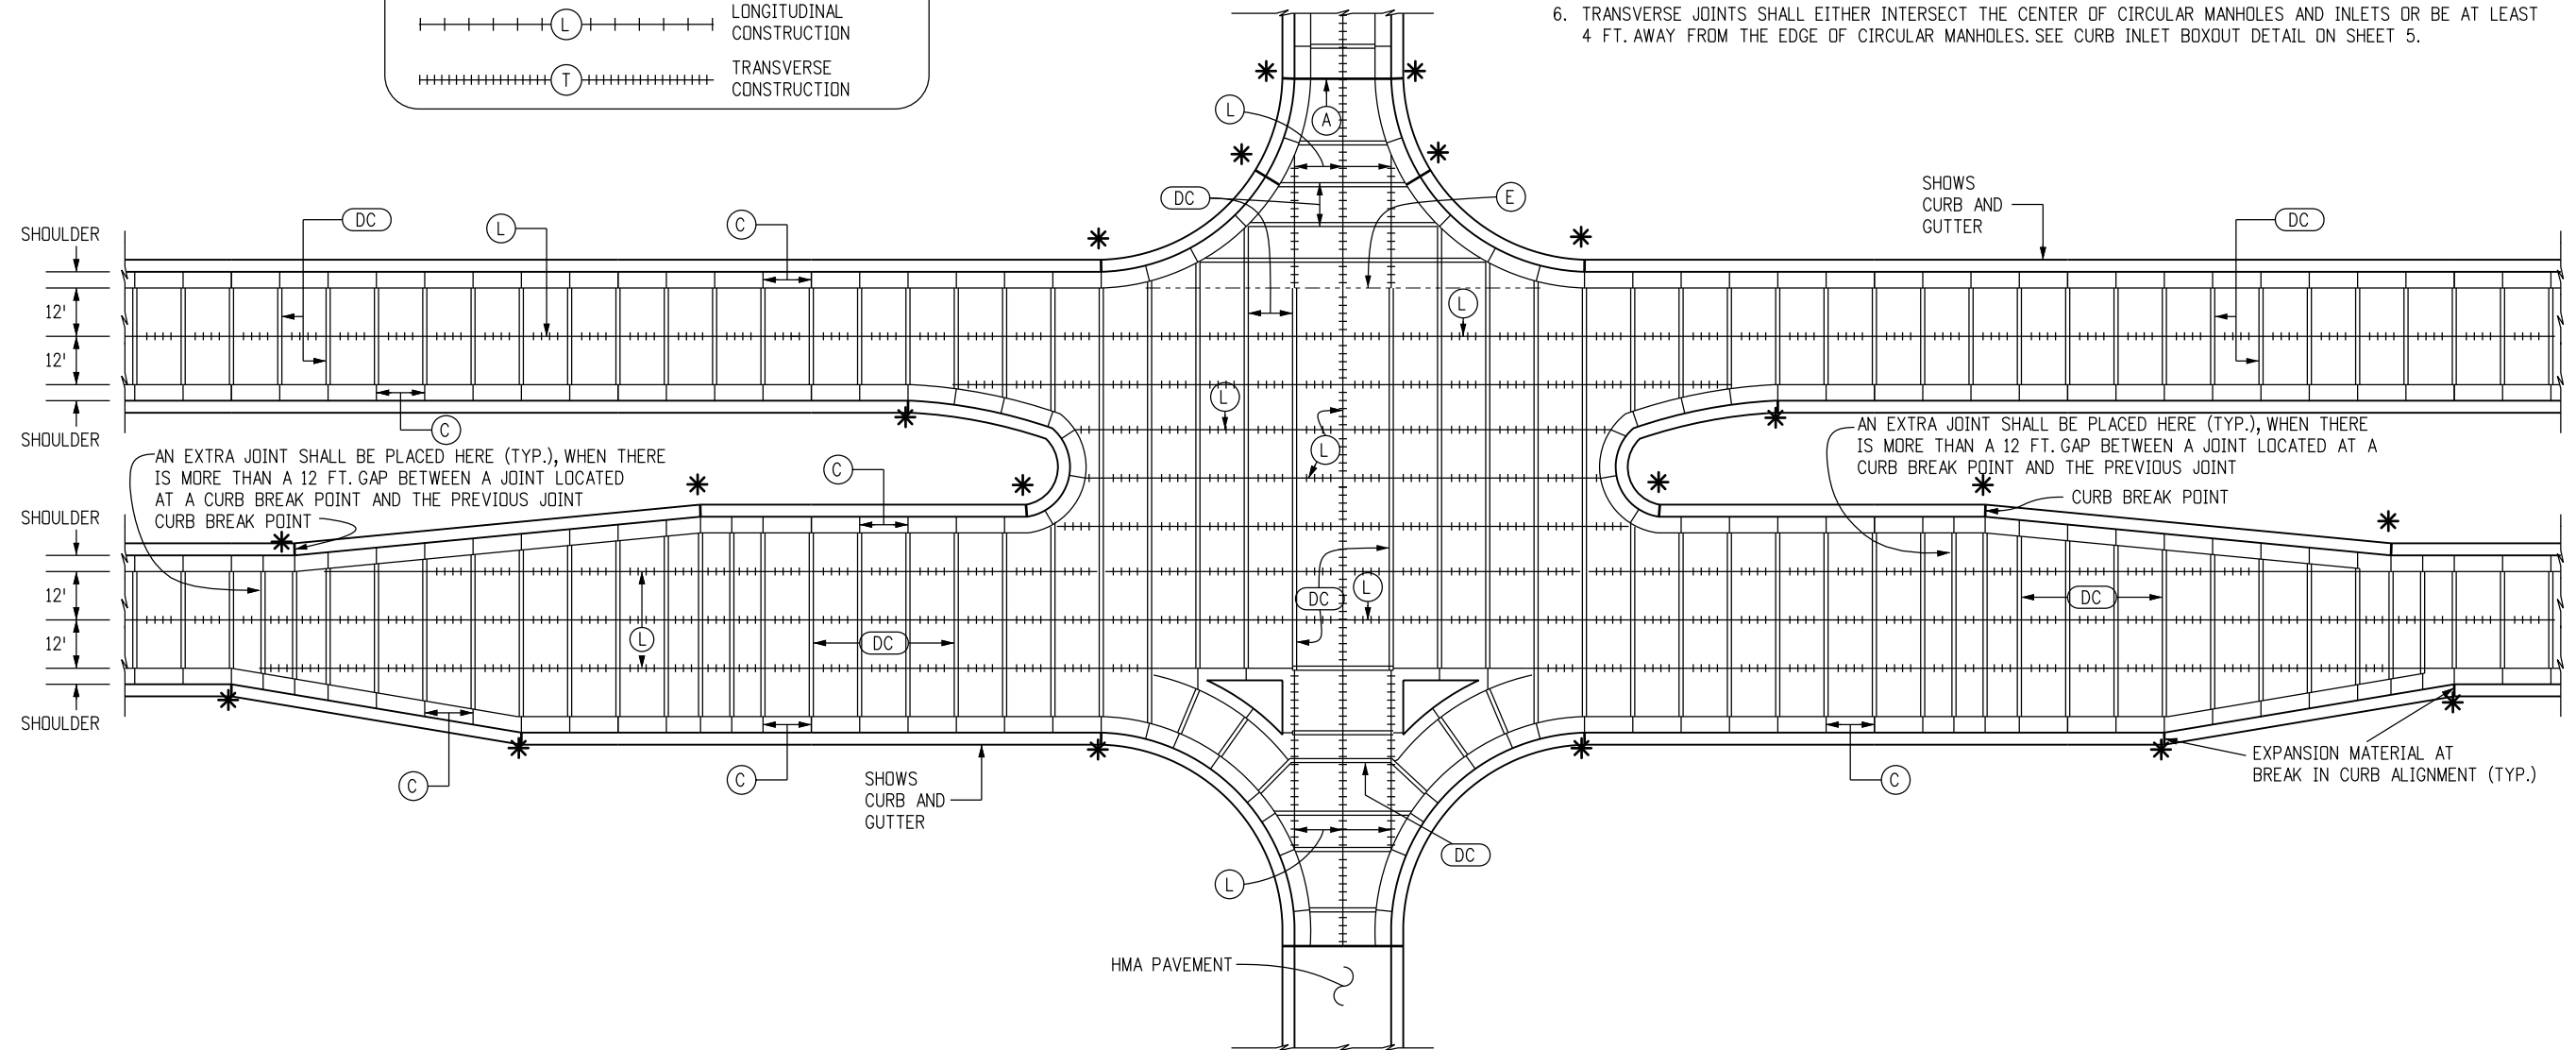 L
LONGITUDINAL
CONSTRUCTION
T
TRANSVERSE
CONSTRUCTION
6. TRANSVERSE JOINTS SHALL EITHER INTERSECT THE CENTER OF CIRCULAR MANHOLES AND INLETS OR BE AT LEAST
4 FT. AWAY FROM THE EDGE OF CIRCULAR MANHOLES. SEE CURB INLET BOXOUT DETAIL ON SHEET 5.
L
A
DC
E
SHOWS
CURB AND
GUTTER
DC
SHOULDER
DC
L
C
12'
12'
SHOULDER
C
L
L
L
AN EXTRA JOINT SHALL BE PLACED HERE (TYP.), WHEN THERE
IS MORE THAN A 12 FT. GAP BETWEEN A JOINT LOCATED
AT A CURB BREAK POINT AND THE PREVIOUS JOINT
CURB BREAK POINT
C
AN EXTRA JOINT SHALL BE PLACED HERE (TYP.), WHEN THERE
IS MORE THAN A 12 FT. GAP BETWEEN A JOINT LOCATED AT A
CURB BREAK POINT AND THE PREVIOUS JOINT
CURB BREAK POINT
SHOULDER
12'
12'
SHOULDER
L
DC
DC
L
DC
C
C
SHOWS
CURB AND
GUTTER
L
DC
C
EXPANSION MATERIAL AT
BREAK IN CURB ALIGNMENT (TYP.)
HMA PAVEMENT